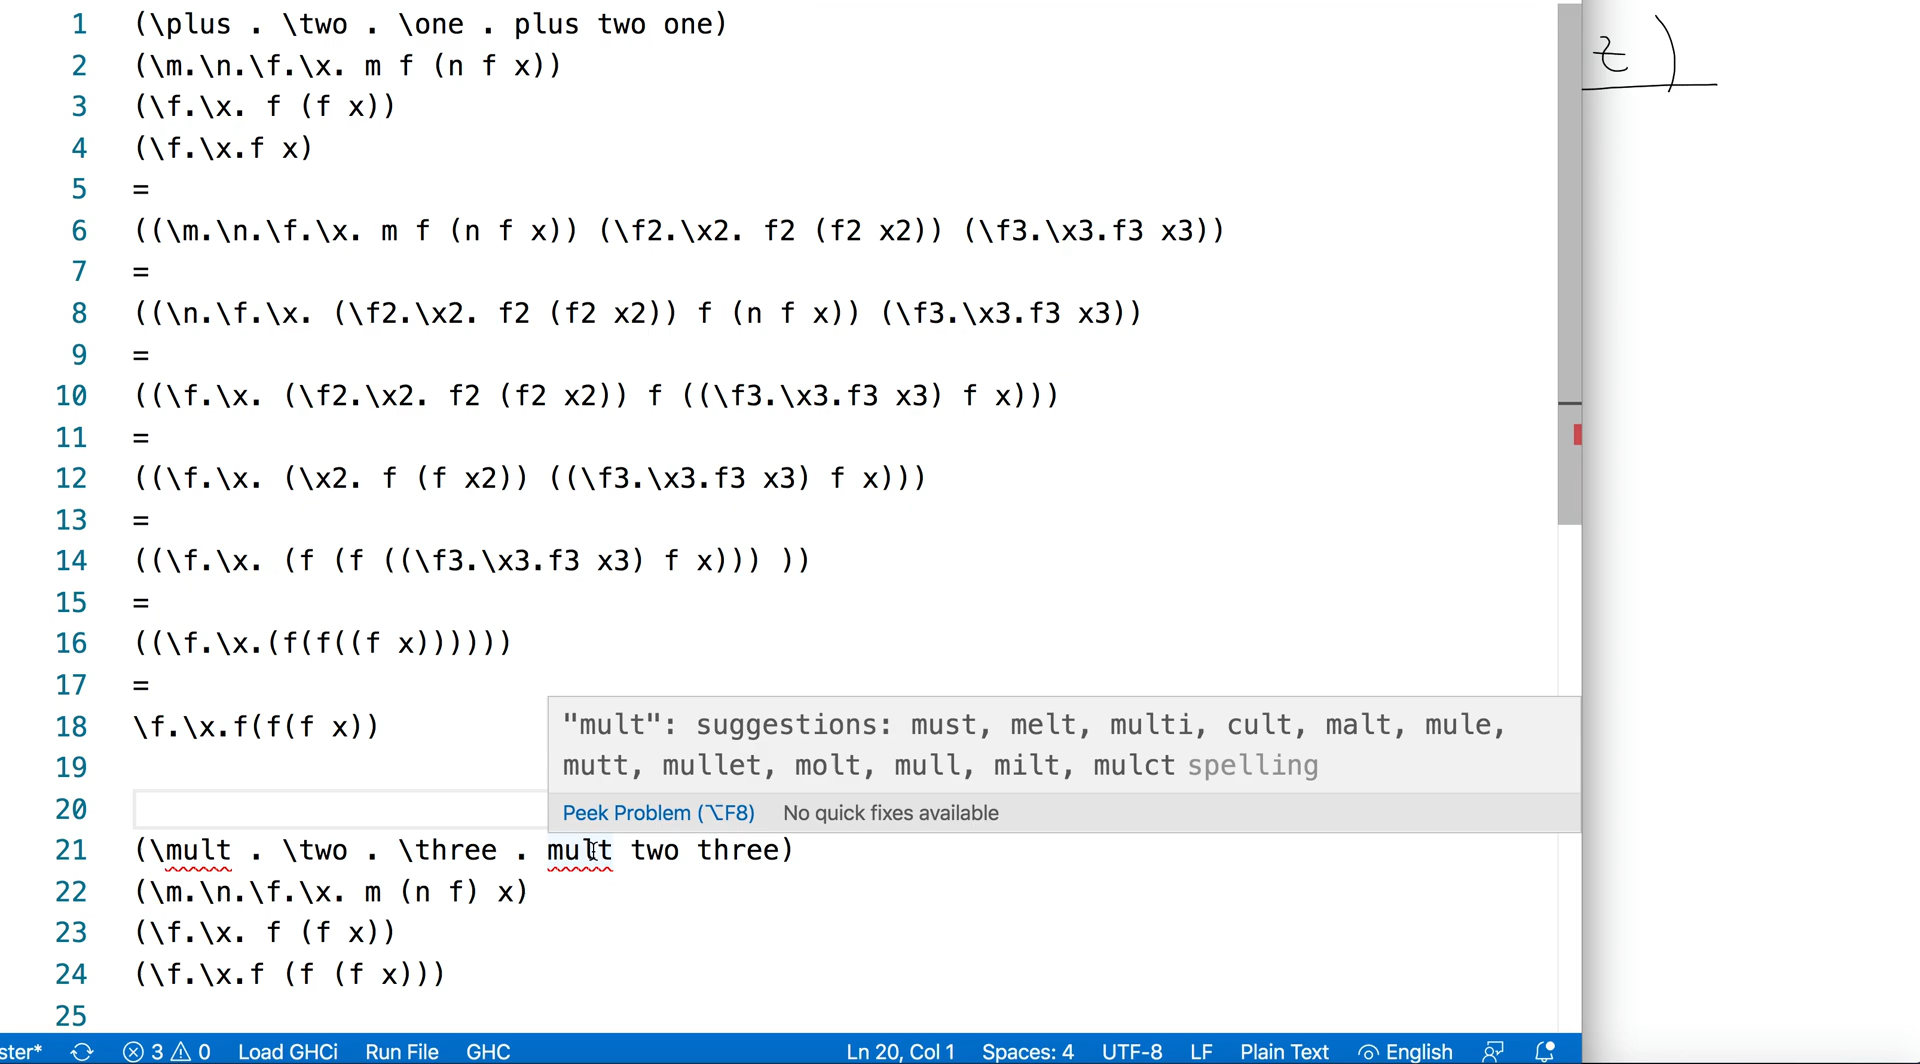 1 (\plus . \two . \one . plus two one)
2 (\m.\n.\f.\x. m f (n f x))
3 (\f.\x. f (f x))
4 (\f.\x.f x)
5 =
6 ((\m.\n.\f.\x. m f (n f x)) (\f2.\x2. f2 (f2 x2)) (\f3.\x3.f3 x3))
7 =
8 ((\n.\f.\x. (\f2.\x2. f2 (f2 x2)) f (n f x)) (\f3.\x3.f3 x3))
9 =
10 ((\f.\x. (\f2.\x2. f2 (f2 x2)) f ((\f3.\x3.f3 x3) f x)))
11 =
12 ((\f.\x. (\x2. f (f x2)) ((\f3.\x3.f3 x3) f x)))
13 =
14 ((\f.\x. (f (f ((\f3.\x3.f3 x3) f x))) ))
15 =
16 ((\f.\x.(f(f((f x))))))
17 =
18 \f.\x.f(f(f x))
19
"mult": suggestions: must, melt, multi, cult, malt, mule,
mutt, mullet, molt, mull, milt, mulct spelling
Peek Problem (⌥F8) No quick fixes available
20
21 (\mult . \two . \three . mult two three)
22 (\m.\n.\f.\x. m (n f) x)
23 (\f.\x. f (f x))
24 (\f.\x.f (f (f x)))
25
ster* 3 0 Load GHCi Run File GHC Ln 20, Col 1 Spaces: 4 UTF-8 LF Plain Text English
z )